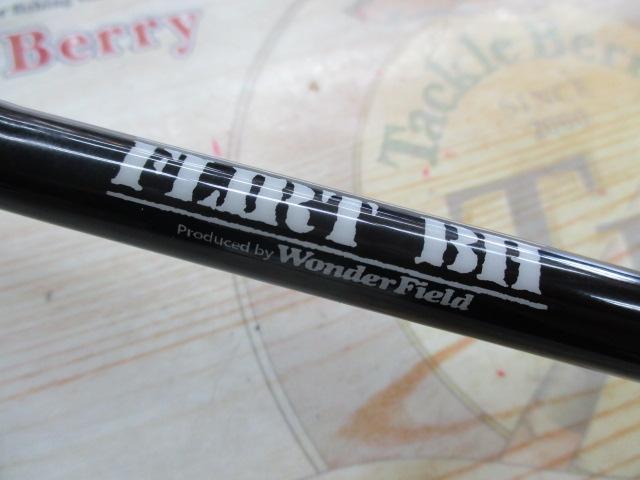 Berry
Tackle Berry
SINCE
FLIRT BH
Produced by WonderField